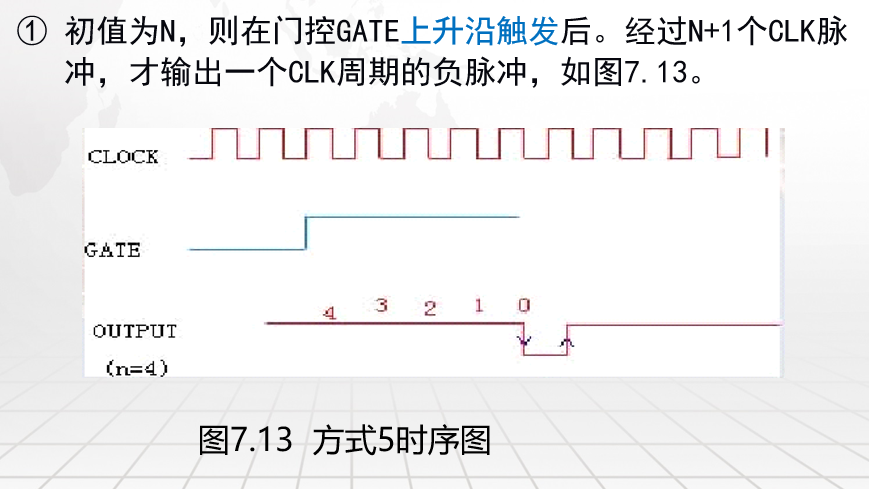 ① 初值为N，则在门控GATE上升沿触发后。经过N+1个CLK脉
冲，才输出一个CLK周期的负脉冲，如图7.13。
CLOCK
GATE
4 3 2 1 0
OUTPUT
(n=4)
图7.13 方式5时序图